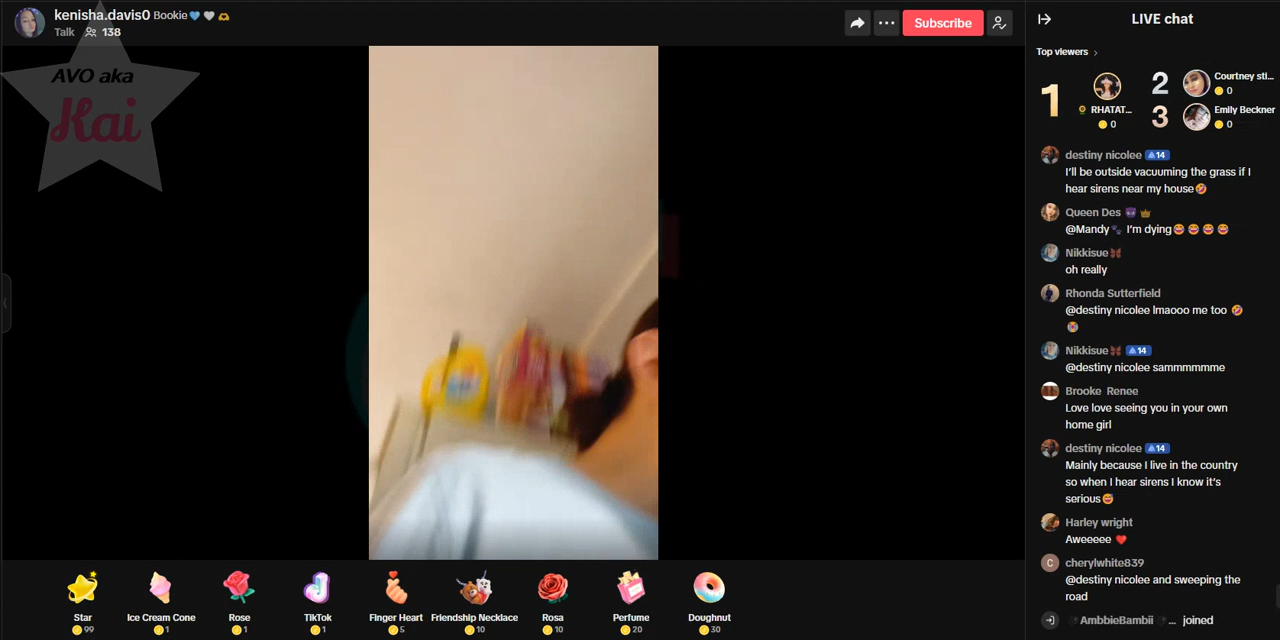 kenisha.davis0 Bookie💙🤍🫶
Talk 138
Subscribe
AVO aka
Kai
LIVE chat
Top viewers >
1
RHATAT...
0
2
Courtney sti...
0
3
Emily Beckner
0
destiny nicolee 14
I'll be outside vacuuming the grass if I
hear sirens near my house🤣
Queen Des 😈 👑
@Mandy🐾 I'm dying😂😂😂😂
Nikkisue🦋
oh really
Rhonda Sutterfield
@destiny nicolee lmaooo me too 🤣
Nikkisue🦋 14
@destiny nicolee sammmmmme
Brooke Renee
Love love seeing you in your own
home girl
destiny nicolee 14
Mainly because I live in the country
so when I hear sirens I know it's
serious😅
Harley wright
Aweeeee ❤️
C cherylwhite839
@destiny nicolee and sweeping the
road
AmbbieBambii ... joined
Star
99
Ice Cream Cone
1
Rose
1
TikTok
1
Finger Heart
5
Friendship Necklace
10
Rosa
10
Perfume
20
Doughnut
30